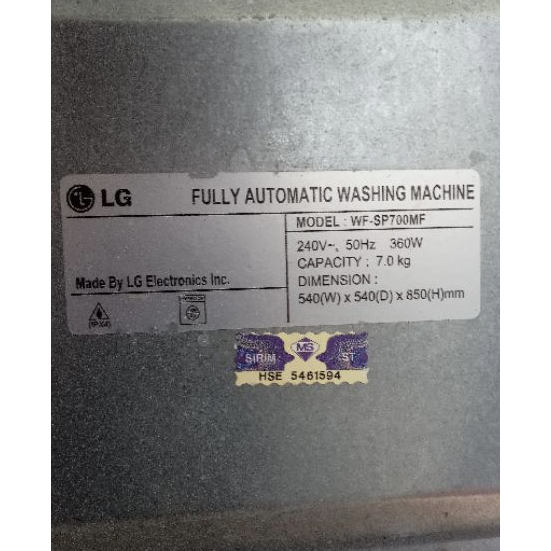 LG FULLY AUTOMATIC WASHING MACHINE
MODEL : WF-SP700MF
240V~, 50Hz 360W
CAPACITY : 7.0 kg
Made By LG Electronics Inc.
DIMENSION :
540(W) x 540(D) x 850(H)mm
IPX4
MS
SIRIM ST
HSE 5461594